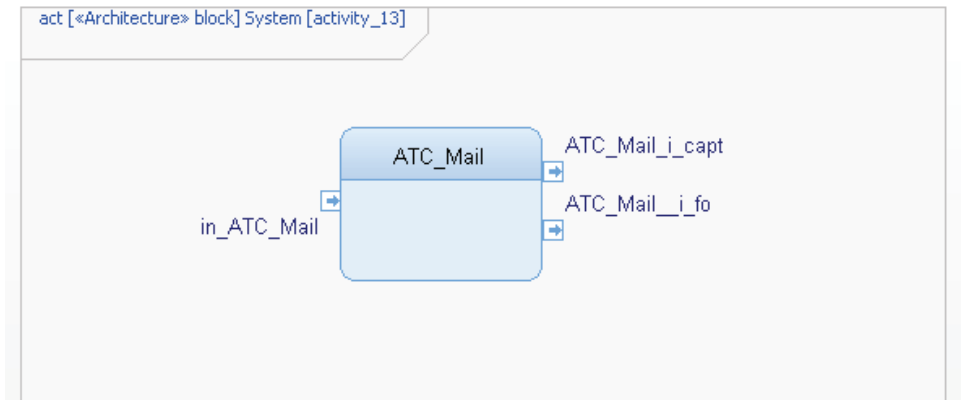 act [«Architecture» block] System [activity_13]
ATC_Mail
ATC_Mail_i_capt
ATC_Mail__i_fo
in_ATC_Mail